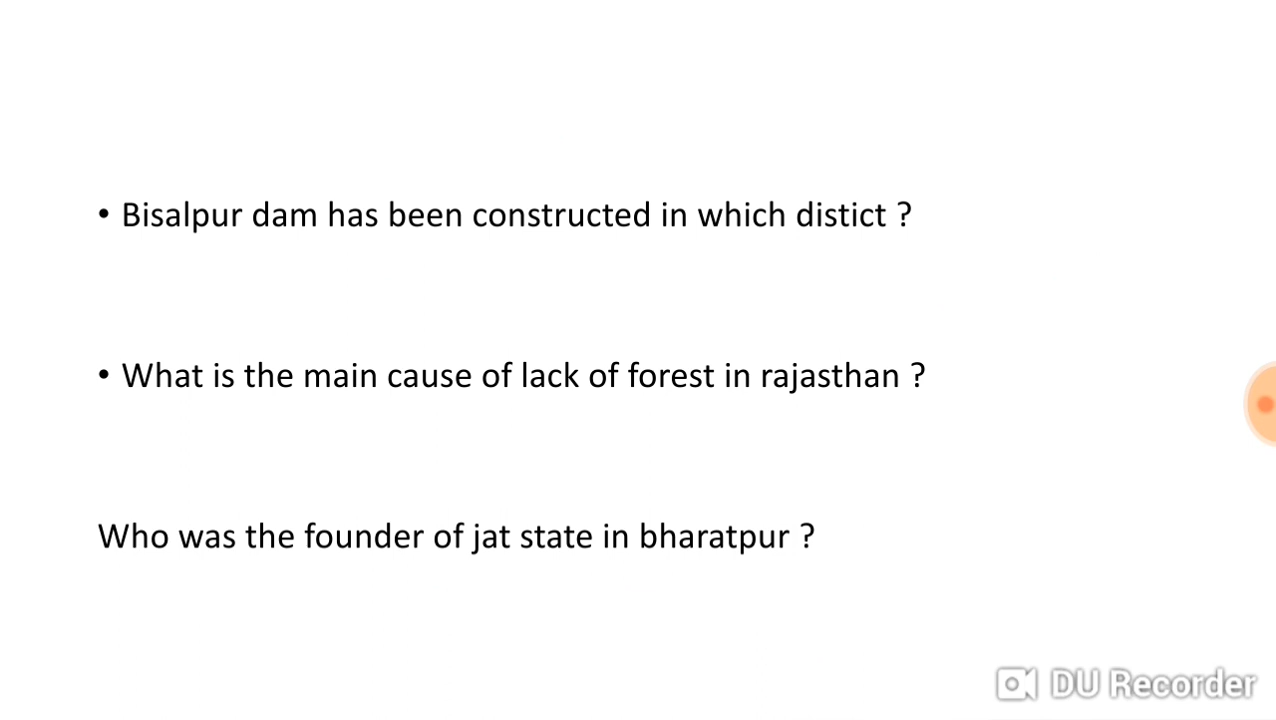 • Bisalpur dam has been constructed in which distict ?
• What is the main cause of lack of forest in rajasthan ?
Who was the founder of jat state in bharatpur ?
DU Recorder